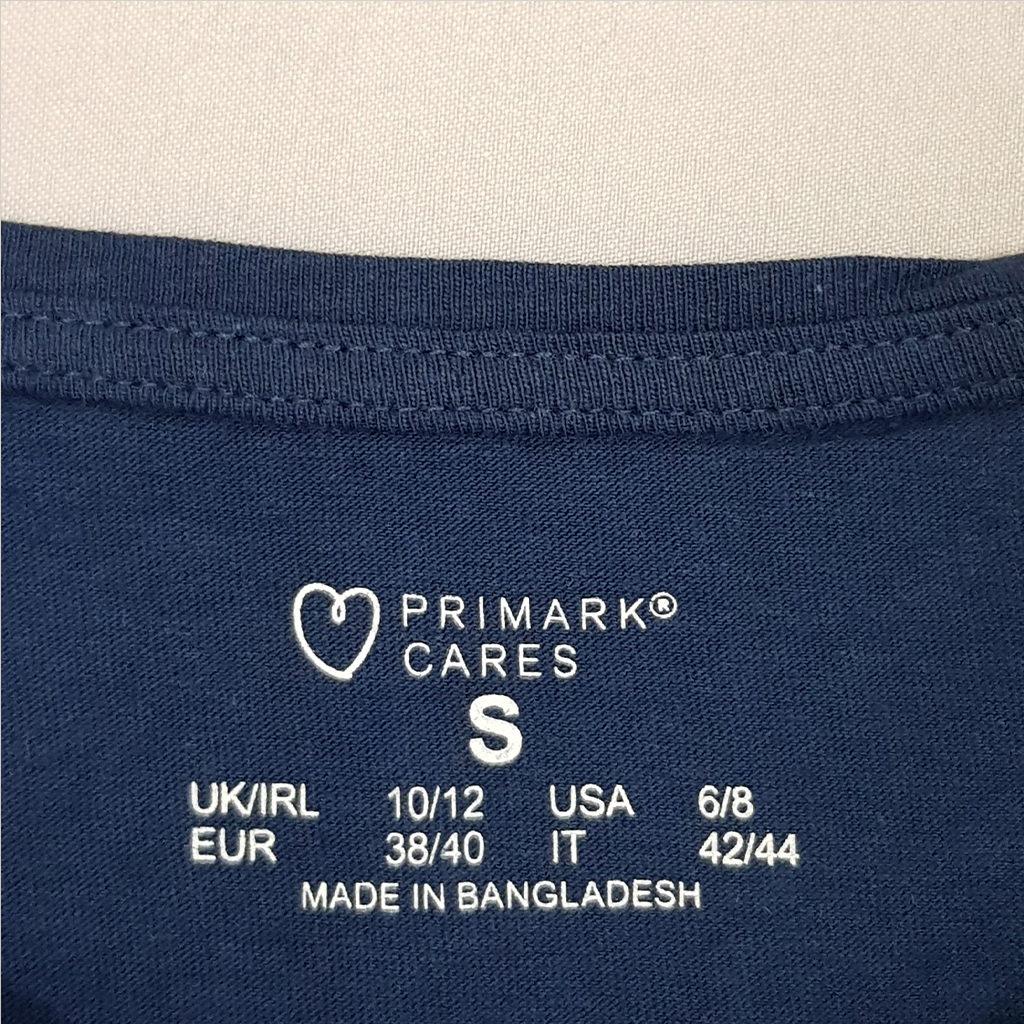 PRIMARK®
CARES
S
UK/IRL 10/12 USA 6/8
EUR 38/40 IT 42/44
MADE IN BANGLADESH